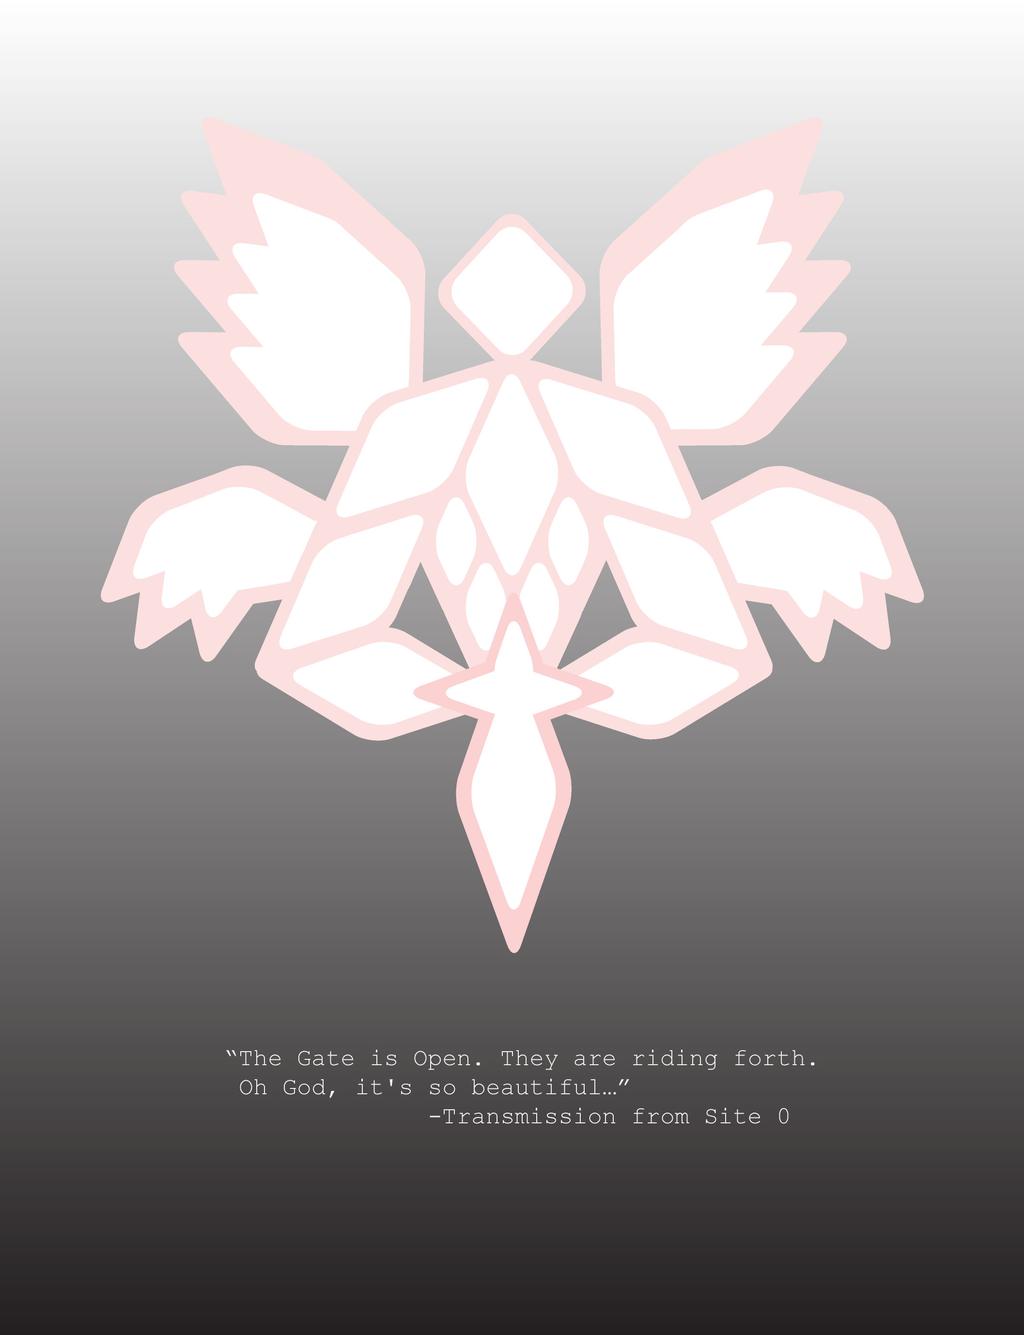 “The Gate is Open. They are riding forth.
Oh God, it's so beautiful…”
-Transmission from Site 0